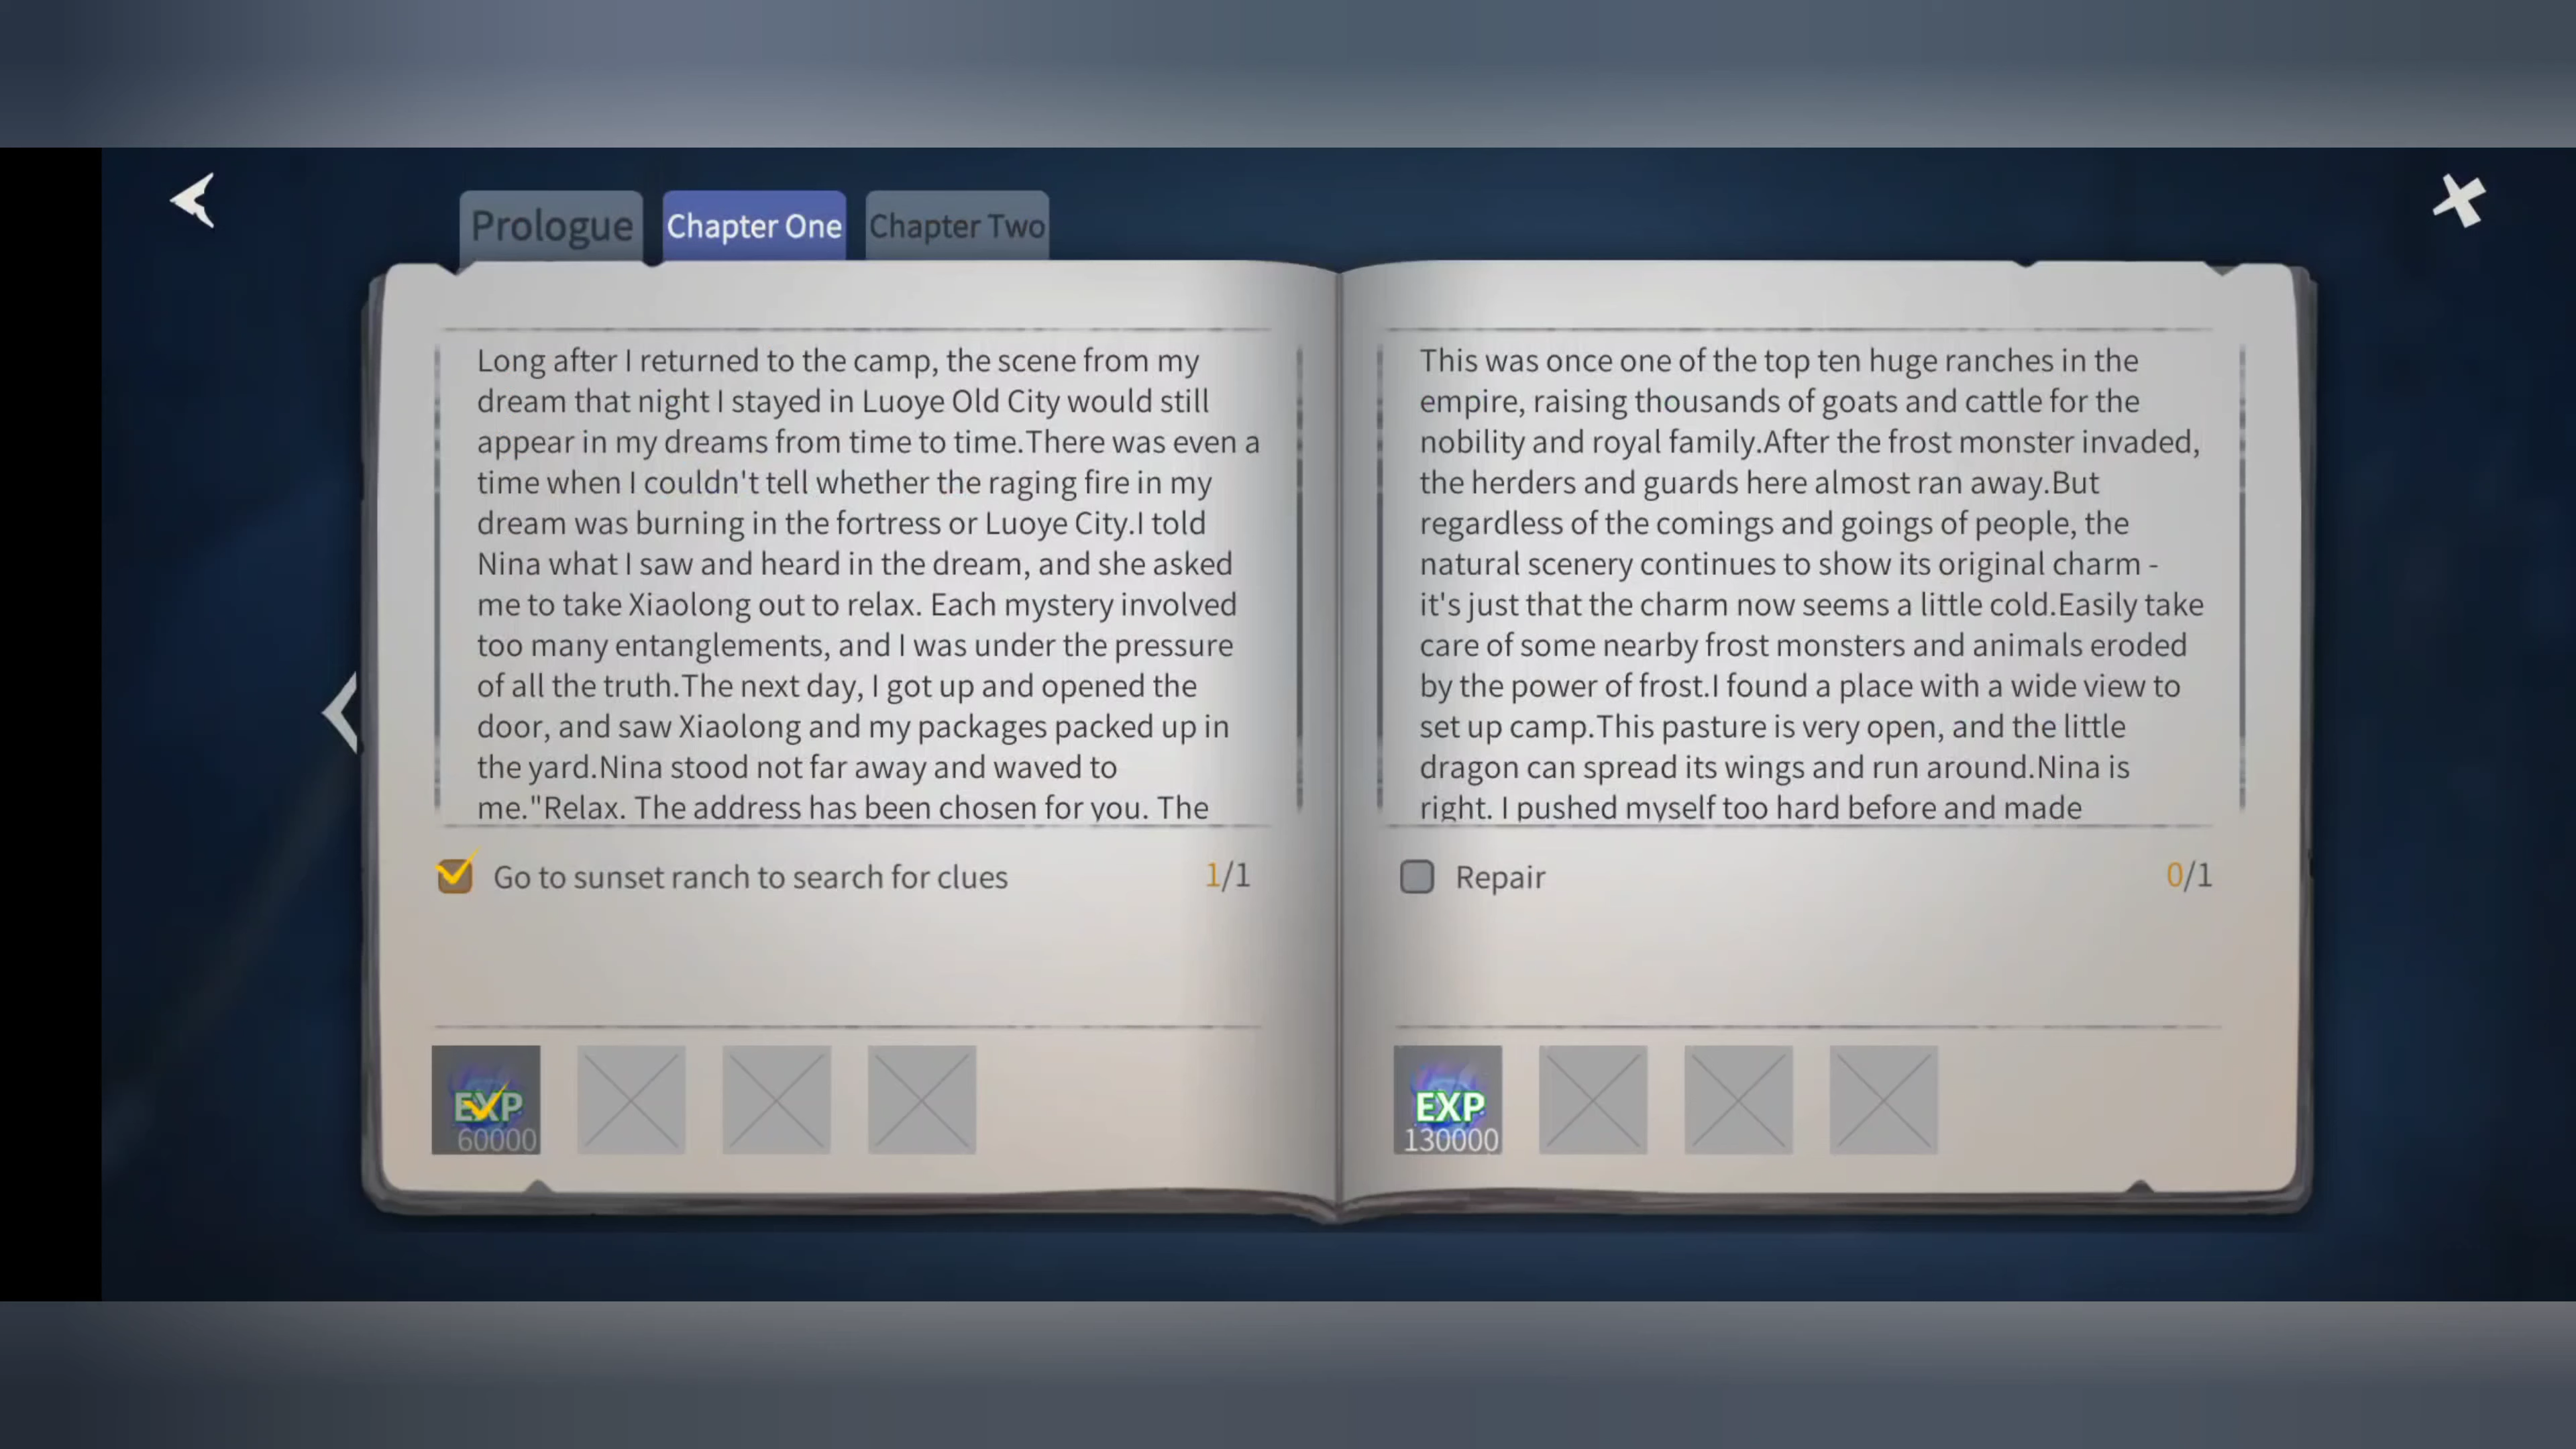 Prologue
Chapter One
Chapter Two
Long after I returned to the camp, the scene from my
dream that night I stayed in Luoye Old City would still
appear in my dreams from time to time.There was even a
time when I couldn't tell whether the raging fire in my
dream was burning in the fortress or Luoye City.I told
Nina what I saw and heard in the dream, and she asked
me to take Xiaolong out to relax. Each mystery involved
too many entanglements, and I was under the pressure
of all the truth.The next day, I got up and opened the
door, and saw Xiaolong and my packages packed up in
the yard.Nina stood not far away and waved to
me."Relax. The address has been chosen for you. The
Go to sunset ranch to search for clues
1/1
EXP
60000
This was once one of the top ten huge ranches in the
empire, raising thousands of goats and cattle for the
nobility and royal family.After the frost monster invaded,
the herders and guards here almost ran away.But
regardless of the comings and goings of people, the
natural scenery continues to show its original charm -
it's just that the charm now seems a little cold.Easily take
care of some nearby frost monsters and animals eroded
by the power of frost.I found a place with a wide view to
set up camp.This pasture is very open, and the little
dragon can spread its wings and run around.Nina is
right. I pushed myself too hard before and made
Repair
0/1
EXP
130000